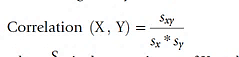 Correlation (X, Y) = s_xy / s_x * s_y